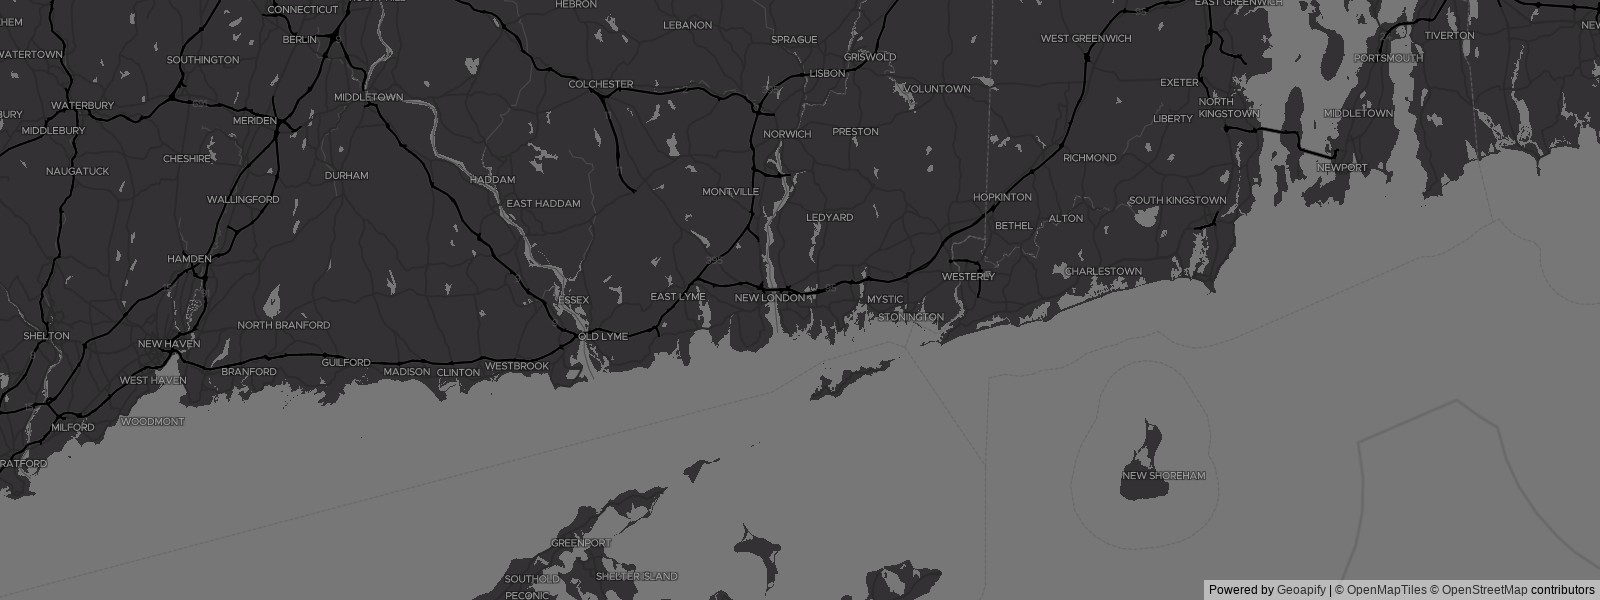 HEBRON
EAST GREENWICH
CONNECTICUT
LEBANON
BERLIN
SPRAGUE
WEST GREENWICH
TIVERTON
WATERTOWN
SOUTHINGTON
GRISWOLD
PORTSMOUTH
LISBON
COLCHESTER
EXETER
VOLUNTOWN
MIDDLETOWN
WATERBURY
NORTH
KINGSTOWN
MIDDLETOWN
MERIDEN
LIBERTY
MIDDLEBURY
NORWICH
PRESTON
CHESHIRE
RICHMOND
NAUGATUCK
DURHAM
HADDAM
NEWPORT
MONTVILLE
WALLINGFORD
EAST HADDAM
HOPKINTON
SOUTH KINGSTOWN
LEDYARD
BETHEL
ALTON
HAMDEN
395
CHARLESTOWN
WESTERLY
ESSEX
EAST LYME
NEW LONDON
95
MYSTIC
STONINGTON
NORTH BRANFORD
SHELTON
OLD LYME
NEW HAVEN
GUILFORD
WESTBROOK
BRANFORD
MADISON
CLINTON
WEST HAVEN
WOODMONT
MILFORD
RATFORD
NEW SHOREHAM
GREENPORT
SOUTHOLD
SHELTER ISLAND
PECONIC
Powered by Geoapify | © OpenMapTiles © OpenStreetMap contributors